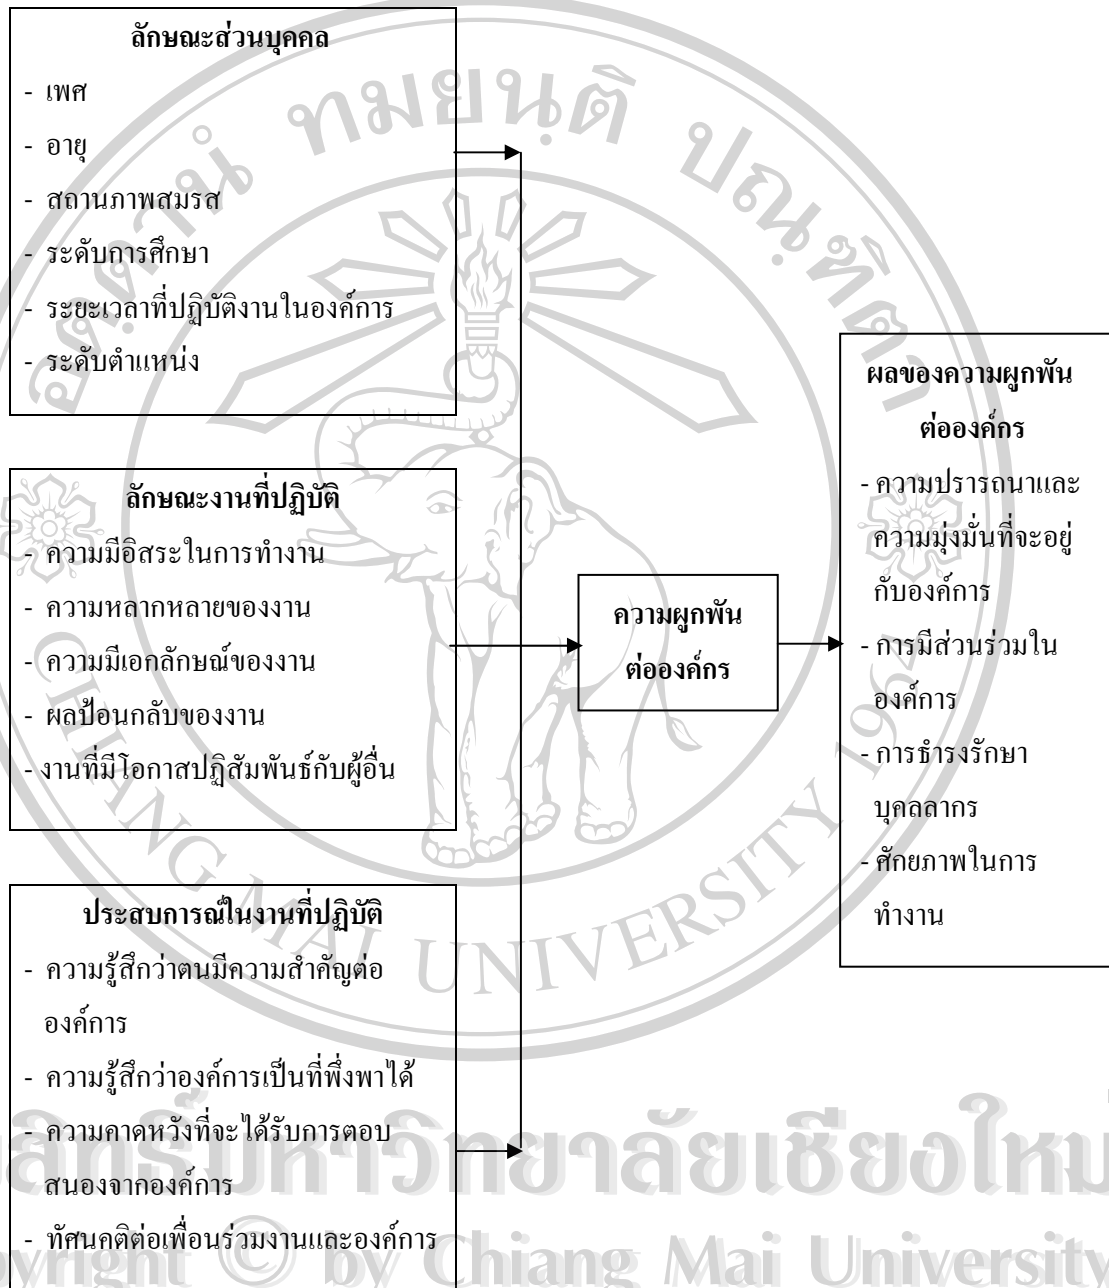 ลักษณะส่วนบุคคล
- เพศ
- อายุ
- สถานภาพสมรส
- ระดับการศึกษา
- ระยะเวลาที่ปฏิบัติงานในองค์การ
- ระดับตำแหน่ง
ลักษณะงานที่ปฏิบัติ
- ความมีอิสระในการทำงาน
- ความหลากหลายของงาน
- ความมีเอกลักษณ์ของงาน
- ผลป้อนกลับของงาน
- งานที่มีโอกาสปฏิสัมพันธ์กับผู้อื่น
ประสบการณ์ในงานที่ปฏิบัติ
- ความรู้สึกว่าตนมีความสำคัญต่อ
องค์การ
- ความรู้สึกว่าองค์การเป็นที่พึ่งพาได้
- ความคาดหวังที่จะได้รับการตอบ
สนองจากองค์การ
- ทัศนคติต่อเพื่อนร่วมงานและองค์การ
ความผูกพัน
ต่อองค์กร
ผลของความผูกพัน
ต่อองค์กร
- ความปรารถนาและ
ความมุ่งมั่นที่จะอยู่
กับองค์การ
- การมีส่วนร่วมใน
องค์การ
- การธำรงรักษา
บุคลลากร
- ศักยภาพในการ
ทำงาน
อตฺตานํ ทมยนฺติ ปณฺฑิตา
CHIANG MAI UNIVERSITY 1964
มหาวิทยาลัยเชียงใหม่
© by Chiang Mai University